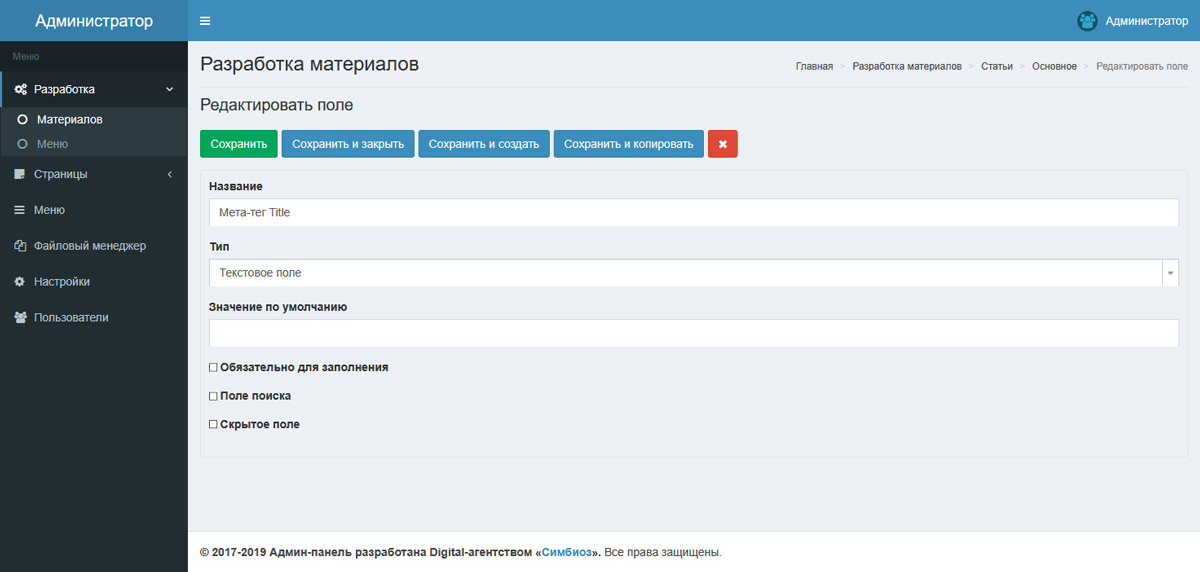 Администратор
Администратор
Меню
Разработка
Материалов
Меню
Страницы
Меню
Файловый менеджер
Настройки
Пользователи
Разработка материалов
Главная > Разработка материалов > Статьи > Основное > Редактировать поле
Редактировать поле
Сохранить Сохранить и закрыть Сохранить и создать Сохранить и копировать
Название
Мета-тег Title
Тип
Текстовое поле
Значение по умолчанию
Обязательно для заполнения
Поле поиска
Скрытое поле
© 2017-2019 Админ-панель разработана Digital-агентством «Симбиоз». Все права защищены.